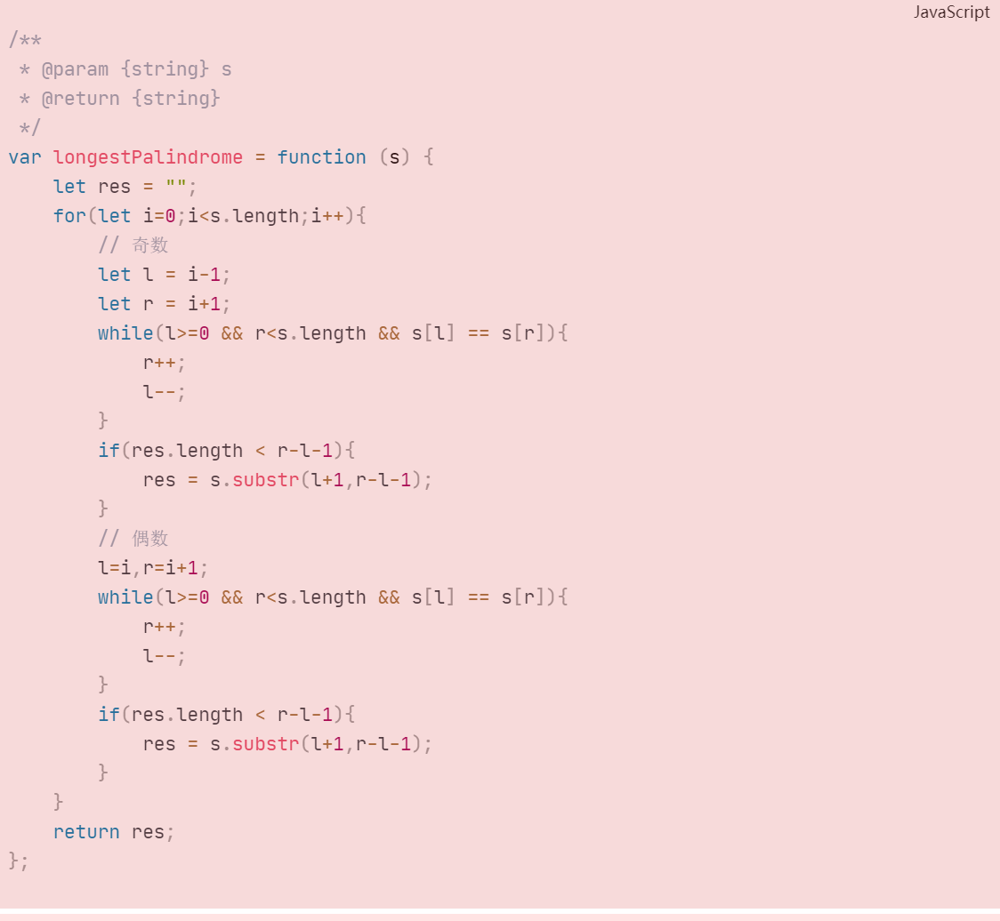 JavaScript
/**
 * @param {string} s
 * @return {string}
 */
var longestPalindrome = function (s) {
    let res = "";
    for(let i=0;i<s.length;i++){
        // 奇数
        let l = i-1;
        let r = i+1;
        while(l>=0 && r<s.length && s[l] == s[r]){
            r++;
            l--;
        }
        if(res.length < r-l-1){
            res = s.substr(l+1,r-l-1);
        }
        // 偶数
        l=i,r=i+1;
        while(l>=0 && r<s.length && s[l] == s[r]){
            r++;
            l--;
        }
        if(res.length < r-l-1){
            res = s.substr(l+1,r-l-1);
        }
    }
    return res;
};